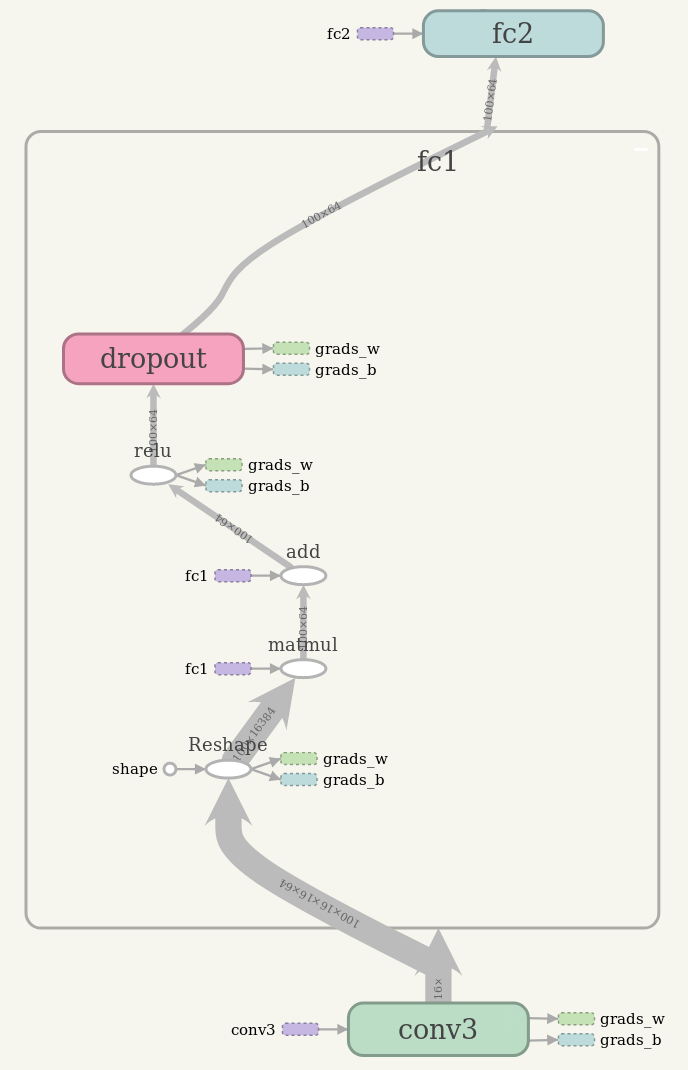 fc2
fc2
100×64
fc1
100×64
dropout
grads_w
grads_b
100×64
relu
grads_w
grads_b
100×64
add
fc1
100×64
matmul
fc1
100×16384
Reshape
shape
grads_w
grads_b
100×16×16×64
16×
conv3
conv3
grads_w
grads_b